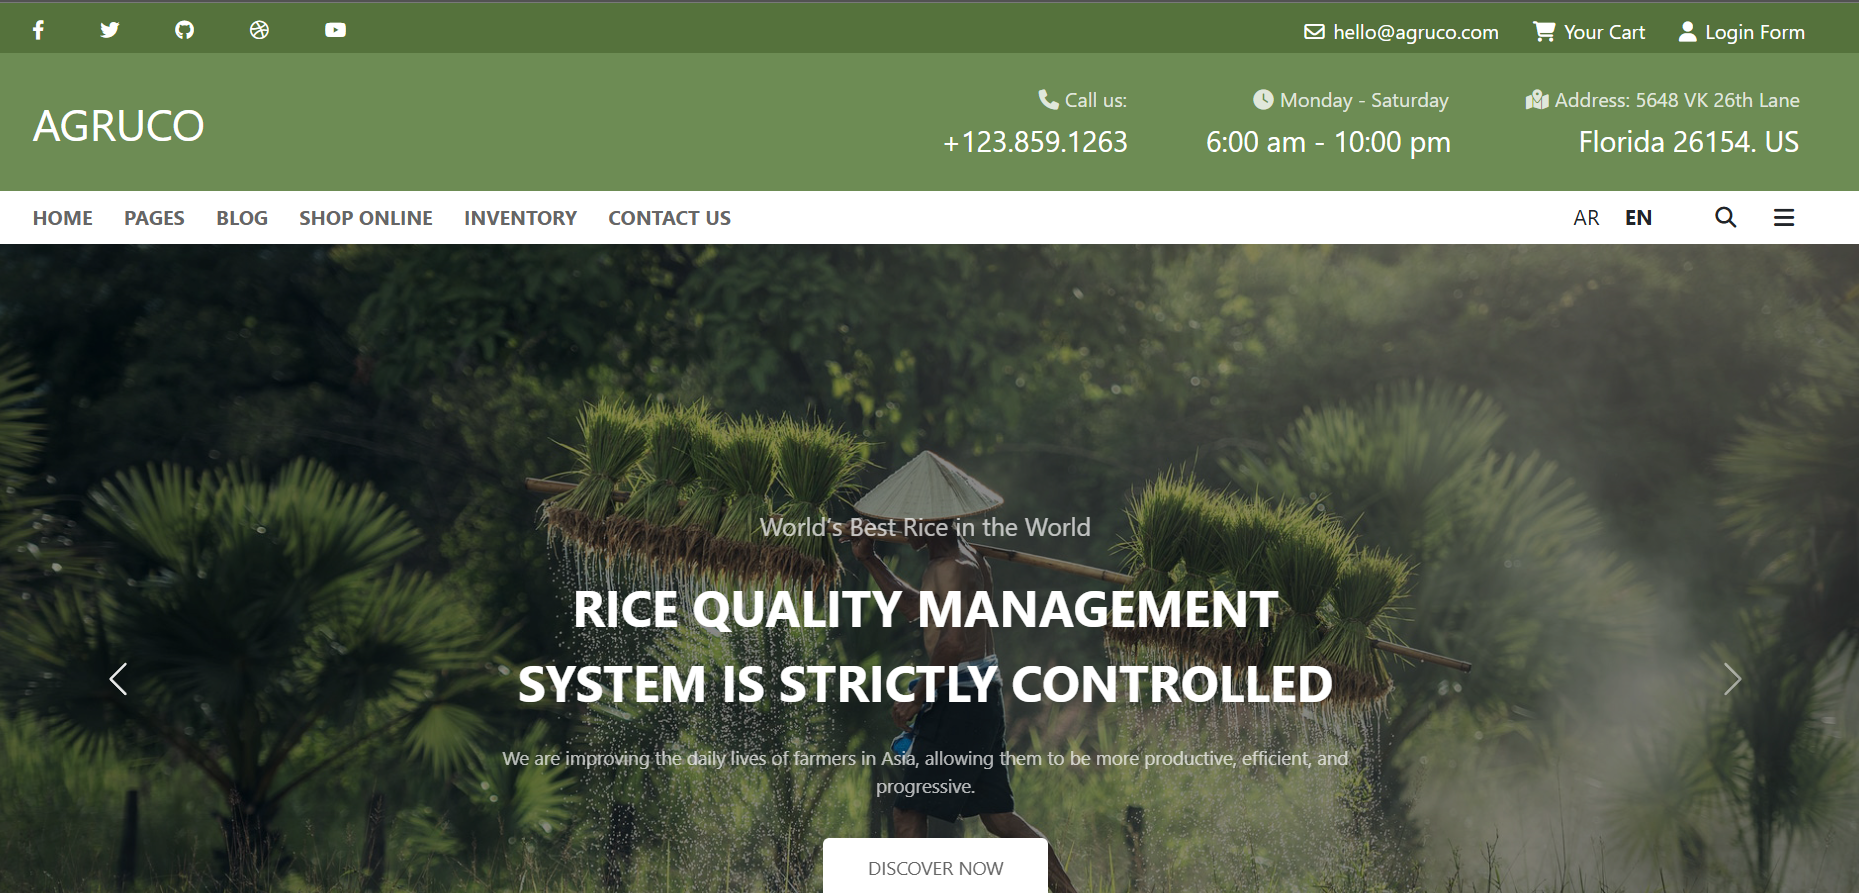 hello@agruco.com
Your Cart
Login Form
AGRUCO
Call us:
+123.859.1263
Monday - Saturday
6:00 am - 10:00 pm
Address: 5648 VK 26th Lane
Florida 26154. US
HOME
PAGES
BLOG
SHOP ONLINE
INVENTORY
CONTACT US
AR
EN
World's Best Rice in the World
RICE QUALITY MANAGEMENT
SYSTEM IS STRICTLY CONTROLLED
We are improving the daily lives of farmers in Asia, allowing them to be more productive, efficient, and
progressive.
DISCOVER NOW